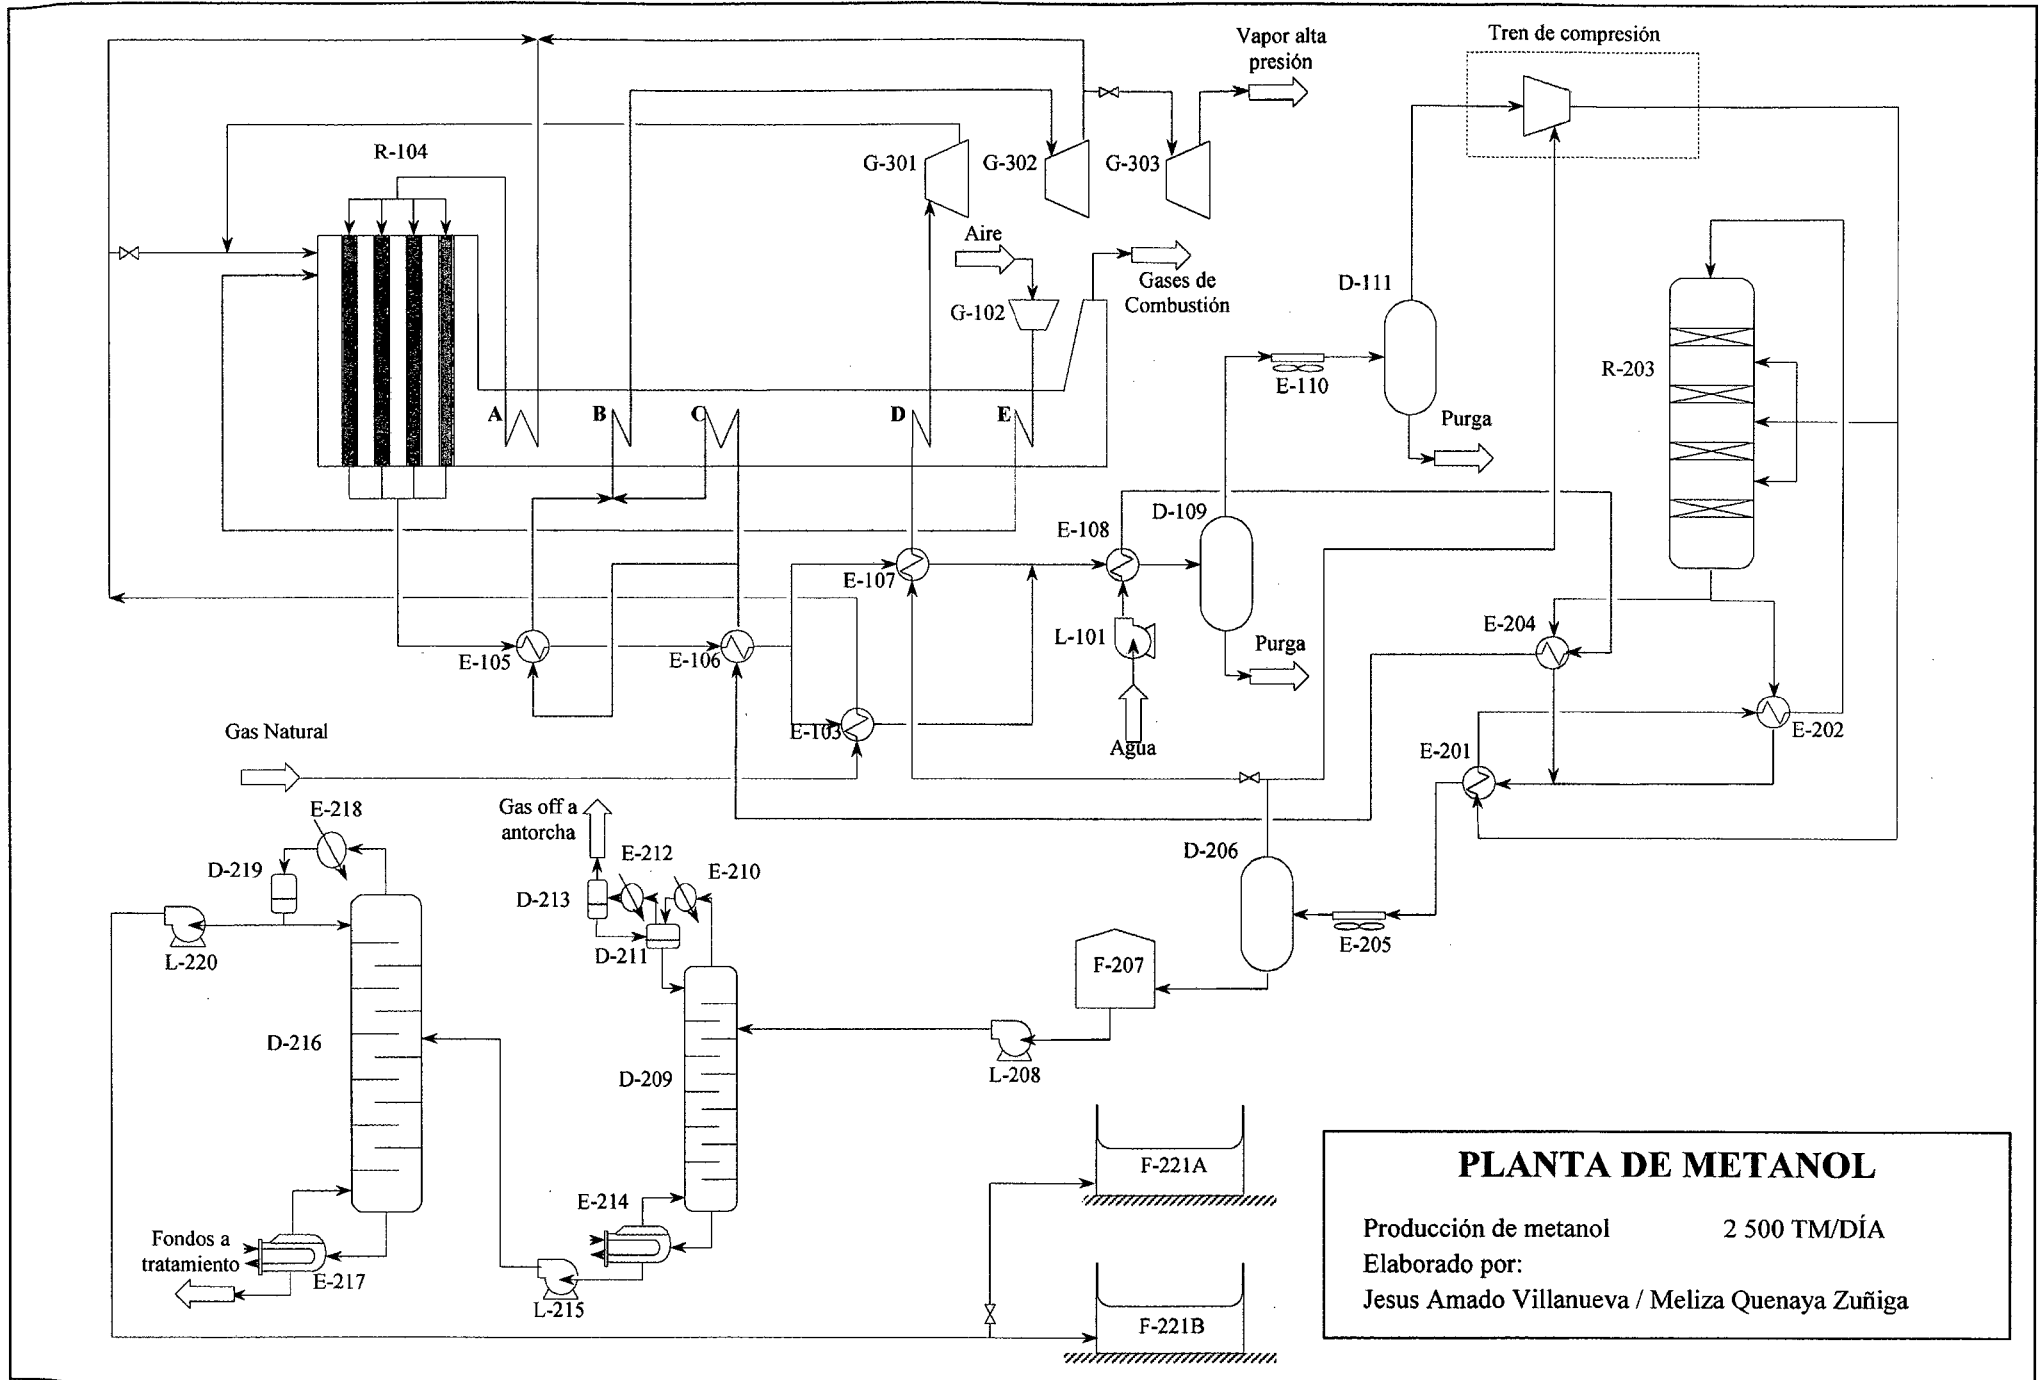 Vapor alta
presión
Tren de compresión
R-104
G-301
G-302
G-303
Aire
G-102
Gases de
Combustión
D-111
R-203
E-110
Purga
A
B
C
D
E
D-109
E-108
E-107
L-101
Purga
E-204
E-105
E-106
E-103
Agua
E-202
E-201
Gas Natural
Gas off a
antorcha
E-218
D-219
E-212
E-210
D-213
D-211
D-206
L-220
E-205
F-207
D-216
D-209
L-208
E-214
Fondos a
tratamiento
E-217
L-215
F-221A
F-221B
PLANTA DE METANOL
Producción de metanol 2 500 TM/DÍA
Elaborado por:
Jesus Amado Villanueva / Meliza Quenaya Zuñiga